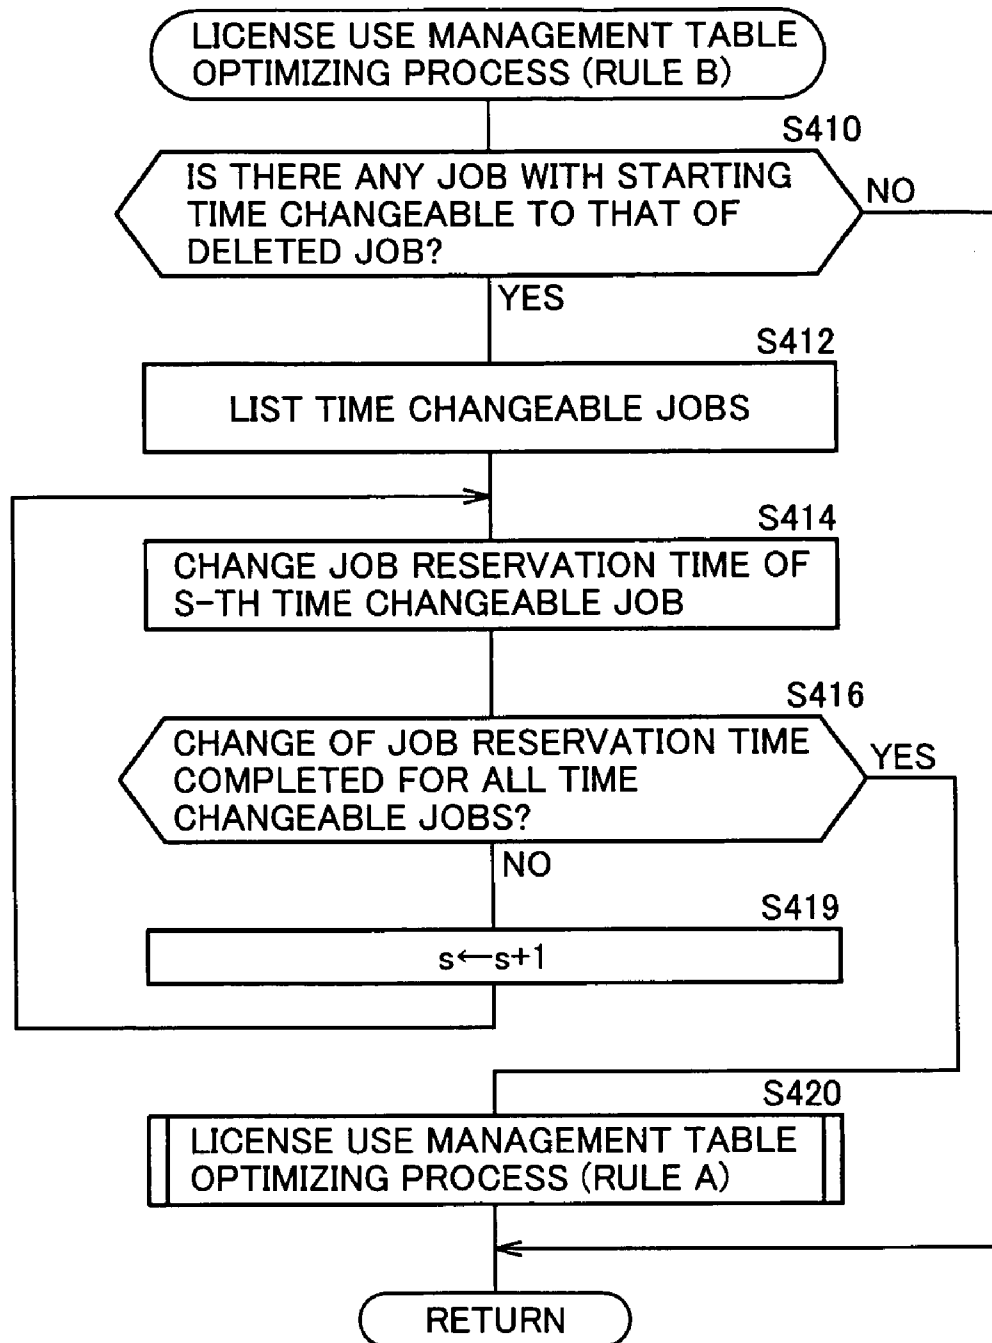 LICENSE USE MANAGEMENT TABLE
OPTIMIZING PROCESS (RULE B)
S410
IS THERE ANY JOB WITH STARTING
TIME CHANGEABLE TO THAT OF
DELETED JOB?
NO
YES
S412
LIST TIME CHANGEABLE JOBS
S414
CHANGE JOB RESERVATION TIME OF
S-TH TIME CHANGEABLE JOB
S416
CHANGE OF JOB RESERVATION TIME
COMPLETED FOR ALL TIME
CHANGEABLE JOBS?
YES
NO
S419
s←s+1
S420
LICENSE USE MANAGEMENT TABLE
OPTIMIZING PROCESS (RULE A)
RETURN